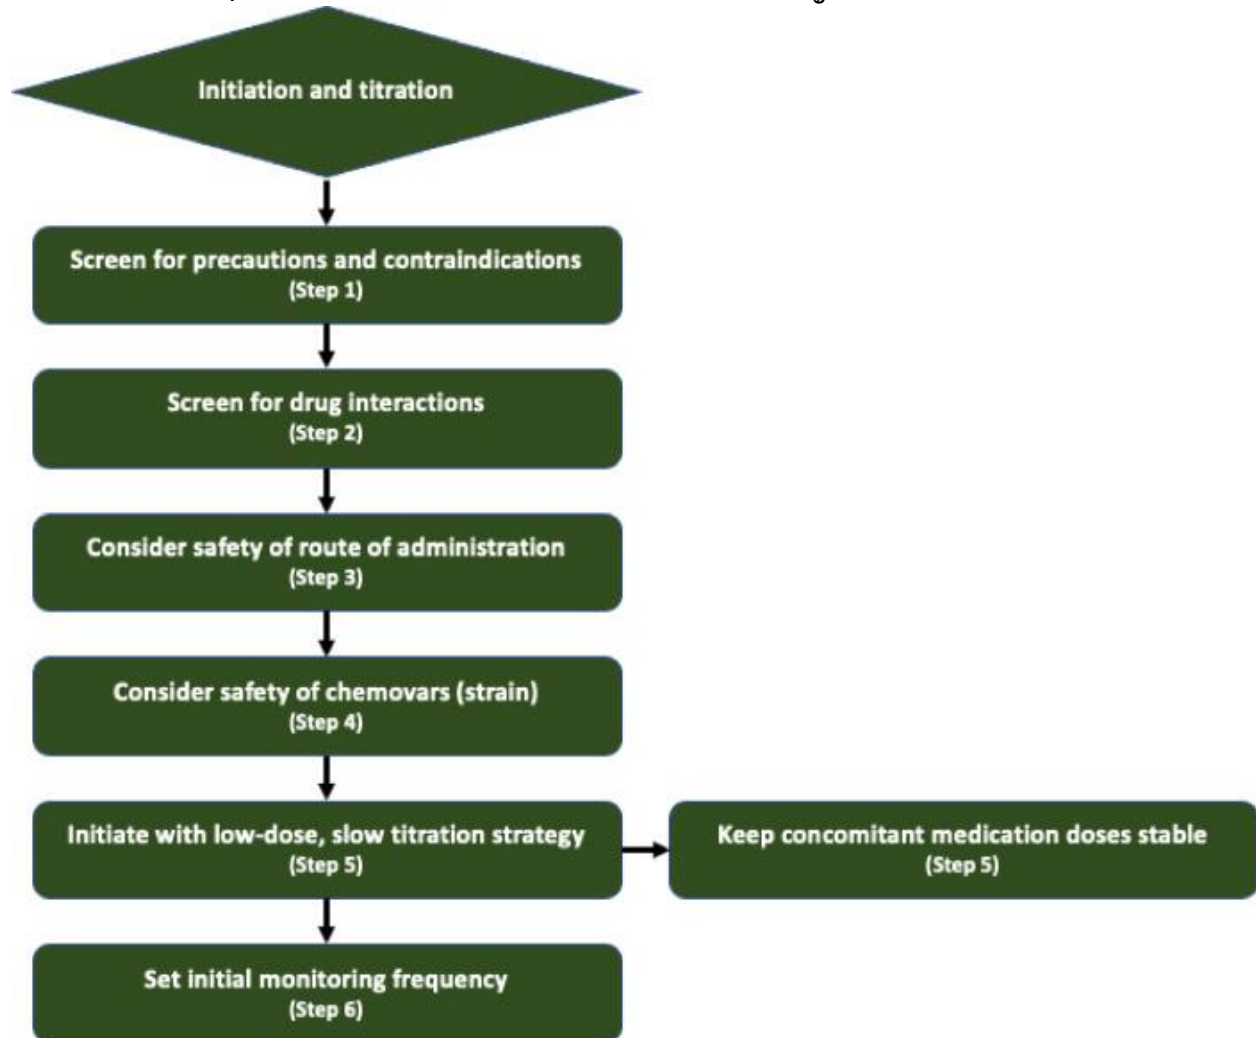 Initiation and titration
Screen for precautions and contraindications
(Step 1)
Screen for drug interactions
(Step 2)
Consider safety of route of administration
(Step 3)
Consider safety of chemovars (strain)
(Step 4)
Initiate with low-dose, slow titration strategy
(Step 5)
Keep concomitant medication doses stable
(Step 5)
Set initial monitoring frequency
(Step 6)